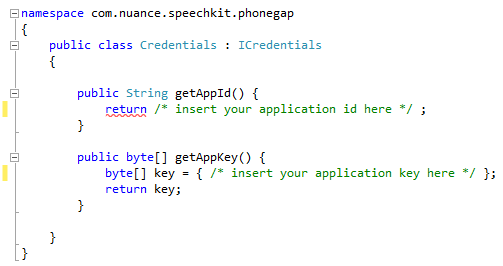 namespace com.nuance.speechkit.phonegap
{
    public class Credentials : ICredentials
    {
        public String getAppId() {
            return /* insert your application id here */ ;
        }
        public byte[] getAppKey() {
            byte[] key = { /* insert your application key here */ };
            return key;
        }
    }
}